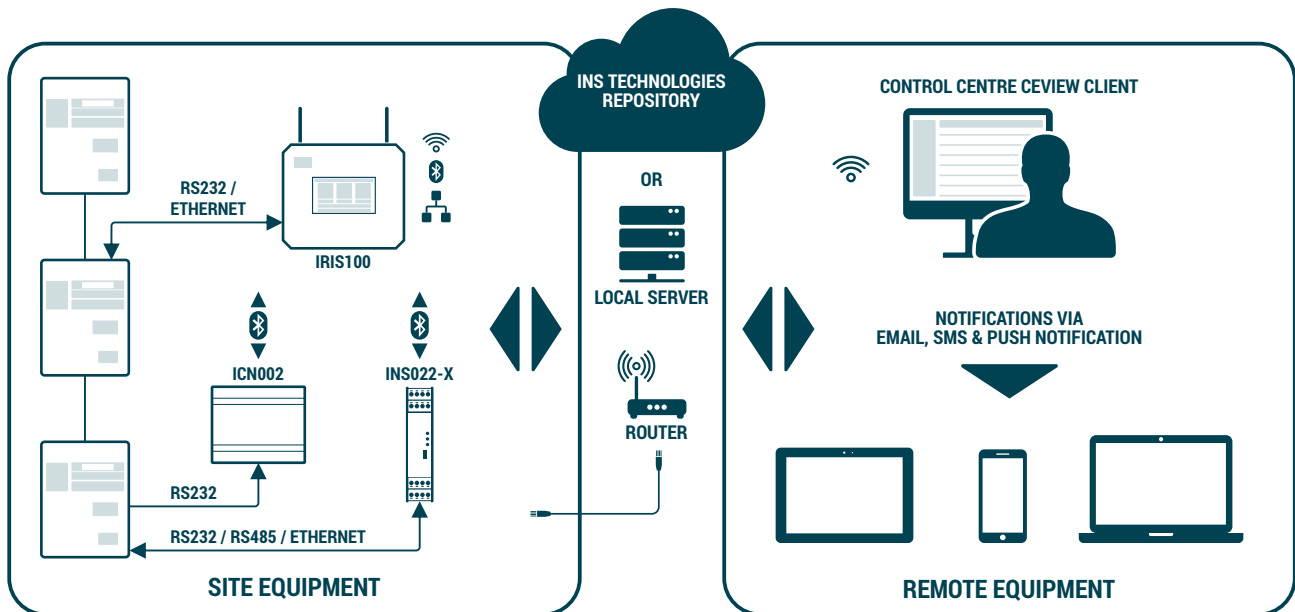 INS TECHNOLOGIES
REPOSITORY
OR
LOCAL SERVER
ROUTER
RS232 /
ETHERNET
IRIS100
ICN002
INS022-X
RS232
RS232 / RS485 / ETHERNET
SITE EQUIPMENT
CONTROL CENTRE CEVIEW CLIENT
NOTIFICATIONS VIA
EMAIL, SMS & PUSH NOTIFICATION
REMOTE EQUIPMENT